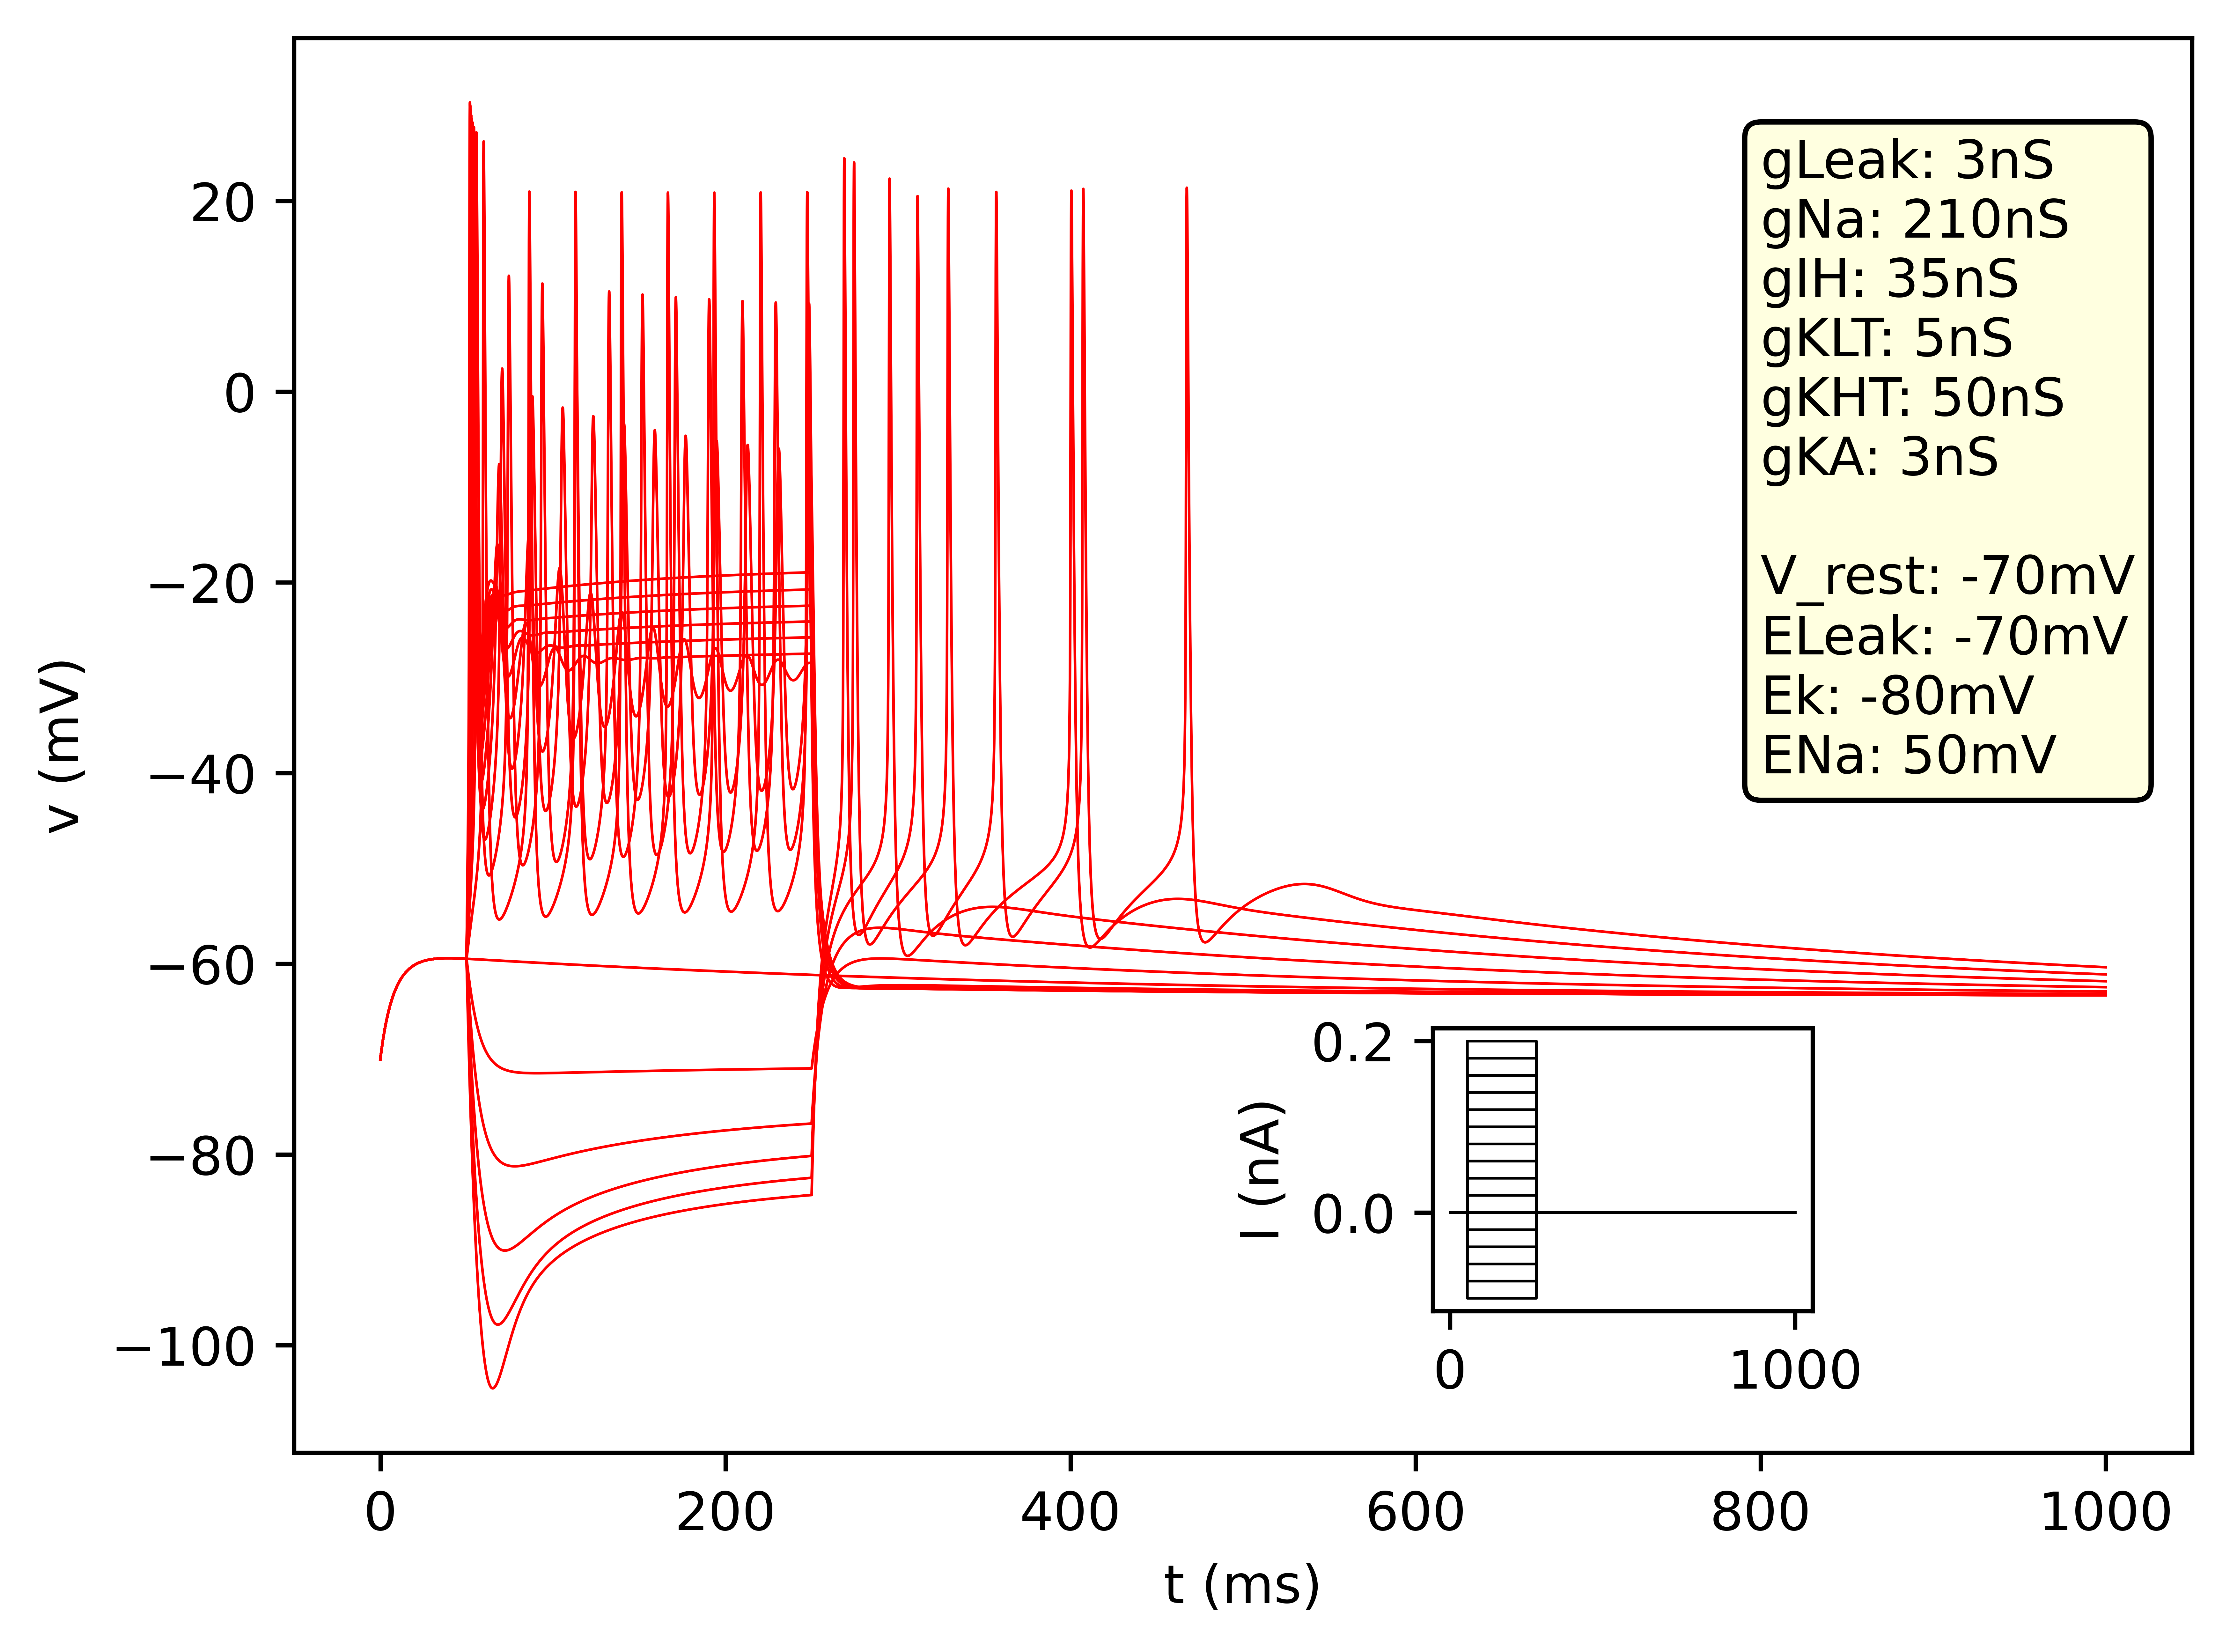 gLeak: 3nS
gNa: 210nS
gIH: 35nS
gKLT: 5nS
gKHT: 50nS
gKA: 3nS
V_rest: -70mV
ELeak: -70mV
Ek: -80mV
ENa: 50mV
20
0
−20
−40
−60
−80
−100
v (mV)
0.2
0.0
I (nA)
0 1000
0 200 400 600 800 1000
t (ms)